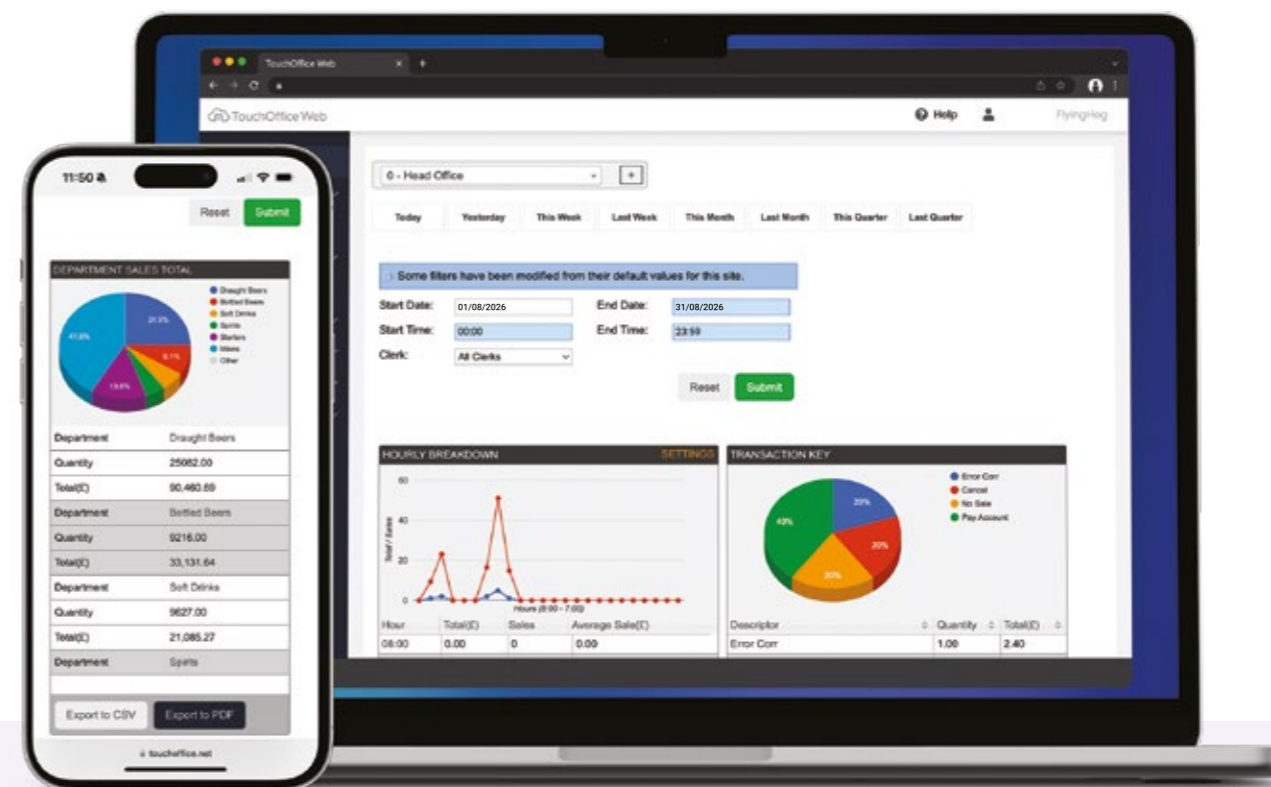 TouchOffice Web
TouchOffice Web
Help
FlyingHog
0 - Head Office
+
Today Yesterday This Week Last Week This Month Last Month This Quarter Last Quarter
Some filters have been modified from their default values for this site.
Start Date: 01/08/2026 End Date: 31/08/2026
Start Time: 00:00 End Time: 23:59
Clerk: All Clerks
Reset Submit
HOURLY BREAKDOWN SETTINGS
60
40
20
0
Total / Sales
Hours (8:00 - 7:00)
Hour Total(£) Sales Average Sale(£)
08:00 0.00 0 0.00
TRANSACTION KEY
Error Corr
Cancel
No Sale
Pay Account
20%
40%
20%
20%
Descriptor Quantity Total(£)
Error Corr 1.00 2.40
11:50
Reset Submit
DEPARTMENT SALES TOTAL
Draught Beers
Bottled Beers
Soft Drinks
Spirits
Starters
Other
Department Draught Beers
Quantity 25082.00
Total(£) 90,460.69
Department Bottled Beers
Quantity 9216.00
Total(£) 33,131.64
Department Soft Drinks
Quantity 9627.00
Total(£) 21,085.27
Department Spirits
Export to CSV Export to PDF
touchoffice.net